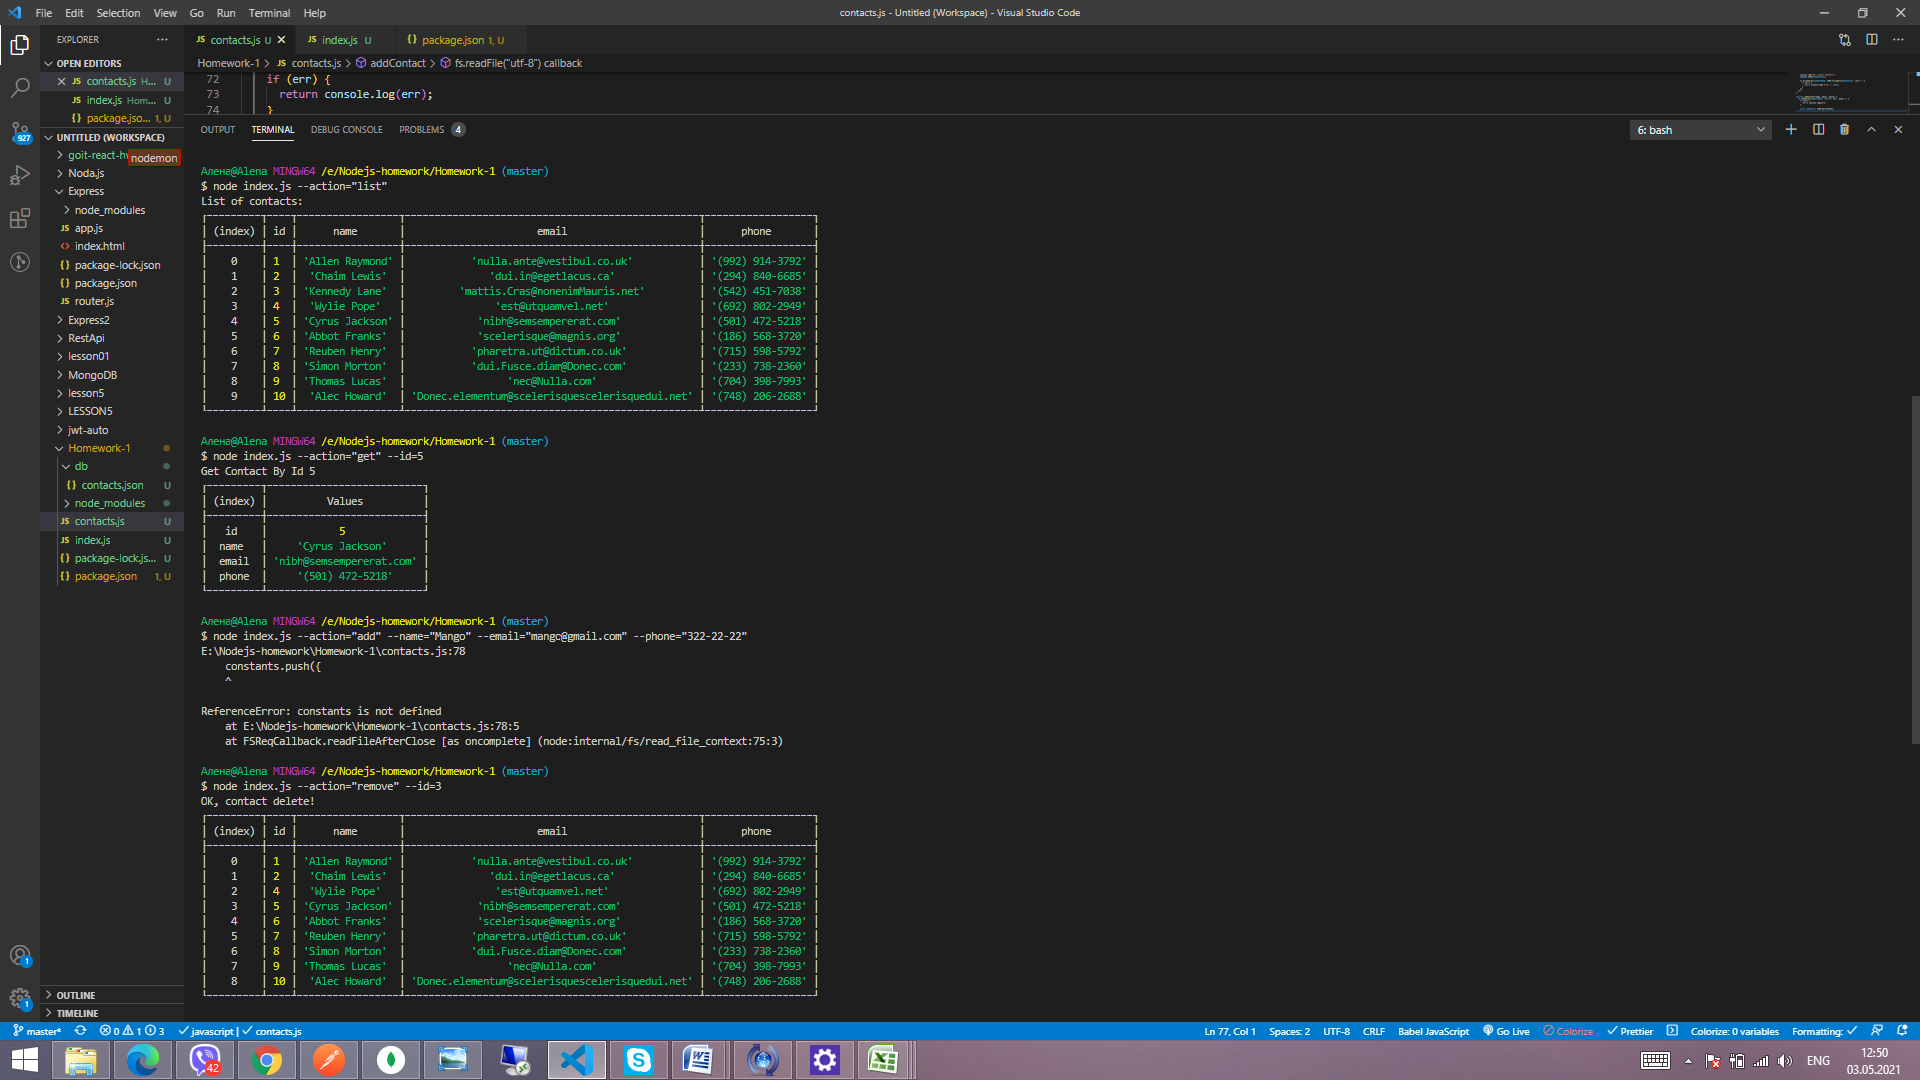 File Edit Selection View Go Run Terminal Help
contacts.js - Untitled (Workspace) - Visual Studio Code
EXPLORER
OPEN EDITORS
contacts.js H... U
index.js Hom... U
package.jso... 1, U
UNTITLED (WORKSPACE)
goit-react-h
nodemon
Noda.js
Express
node_modules
app.js
index.html
package-lock.json
package.json
router.js
Express2
RestApi
lesson01
MongoDB
lesson5
LESSON5
jwt-auto
Homework-1
db
contacts.json U
node_modules
contacts.js U
index.js U
package-lock.js... U
package.json 1, U
OUTLINE
TIMELINE
927
1
1
contacts.js U
index.js U
package.json 1, U
Homework-1 > contacts.js > addContact > fs.readFile("utf-8") callback
72 if (err) {
73 return console.log(err);
74 }
OUTPUT TERMINAL DEBUG CONSOLE PROBLEMS 4
6: bash
Алена@Alena MINGW64 /e/Nodejs-homework/Homework-1 (master)
$ node index.js --action="list"
List of contacts:
(index) id name email phone
0 1 'Allen Raymond' 'nulla.ante@vestibul.co.uk' '(992) 914-3792'
1 2 'Chaim Lewis' 'dui.in@egetlacus.ca' '(294) 840-6685'
2 3 'Kennedy Lane' 'mattis.Cras@nonenimMauris.net' '(542) 451-7038'
3 4 'Wylie Pope' 'est@utquamvel.net' '(692) 802-2949'
4 5 'Cyrus Jackson' 'nibh@semsempererat.com' '(501) 472-5218'
5 6 'Abbot Franks' 'scelerisque@magnis.org' '(186) 568-3720'
6 7 'Reuben Henry' 'pharetra.ut@dictum.co.uk' '(715) 598-5792'
7 8 'Simon Morton' 'dui.Fusce.diam@Donec.com' '(233) 738-2360'
8 9 'Thomas Lucas' 'nec@Nulla.com' '(704) 398-7993'
9 10 'Alec Howard' 'Donec.elementum@scelerisquescelerisquedui.net' '(748) 206-2688'
Алена@Alena MINGW64 /e/Nodejs-homework/Homework-1 (master)
$ node index.js --action="get" --id=5
Get Contact By Id 5
(index) Values
id 5
name 'Cyrus Jackson'
email 'nibh@semsempererat.com'
phone '(501) 472-5218'
Алена@Alena MINGW64 /e/Nodejs-homework/Homework-1 (master)
$ node index.js --action="add" --name="Mango" --email="mango@gmail.com" --phone="322-22-22"
E:\Nodejs-homework\Homework-1\contacts.js:78
constants.push({
^
ReferenceError: constants is not defined
at E:\Nodejs-homework\Homework-1\contacts.js:78:5
at FSReqCallback.readFileAfterClose [as oncomplete] (node:internal/fs/read_file_context:75:3)
Алена@Alena MINGW64 /e/Nodejs-homework/Homework-1 (master)
$ node index.js --action="remove" --id=3
OK, contact delete!
(index) id name email phone
0 1 'Allen Raymond' 'nulla.ante@vestibul.co.uk' '(992) 914-3792'
1 2 'Chaim Lewis' 'dui.in@egetlacus.ca' '(294) 840-6685'
2 4 'Wylie Pope' 'est@utquamvel.net' '(692) 802-2949'
3 5 'Cyrus Jackson' 'nibh@semsempererat.com' '(501) 472-5218'
4 6 'Abbot Franks' 'scelerisque@magnis.org' '(186) 568-3720'
5 7 'Reuben Henry' 'pharetra.ut@dictum.co.uk' '(715) 598-5792'
6 8 'Simon Morton' 'dui.Fusce.diam@Donec.com' '(233) 738-2360'
7 9 'Thomas Lucas' 'nec@Nulla.com' '(704) 398-7993'
8 10 'Alec Howard' 'Donec.elementum@scelerisquescelerisquedui.net' '(748) 206-2688'
master* 0 1 3 javascript | contacts.js
Ln 77, Col 1 Spaces: 2 UTF-8 CRLF Babel JavaScript Go Live Colorize Prettier Colorize: 0 variables Formatting:
42
ENG
12:50
03.05.2021